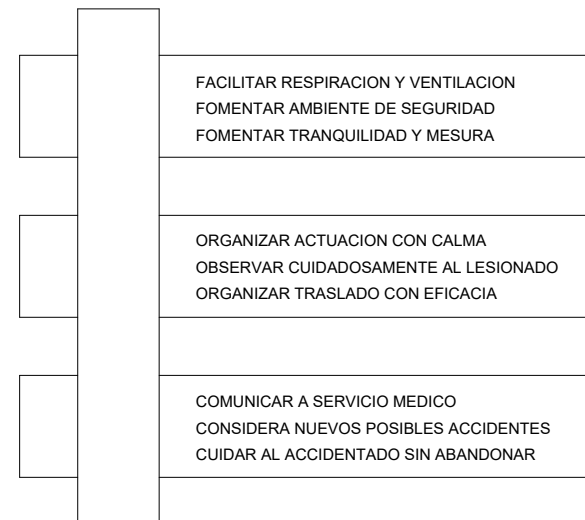 FACILITAR RESPIRACION Y VENTILACION
FOMENTAR AMBIENTE DE SEGURIDAD
FOMENTAR TRANQUILIDAD Y MESURA
ORGANIZAR ACTUACION CON CALMA
OBSERVAR CUIDADOSAMENTE AL LESIONADO
ORGANIZAR TRASLADO CON EFICACIA
COMUNICAR A SERVICIO MEDICO
CONSIDERA NUEVOS POSIBLES ACCIDENTES
CUIDAR AL ACCIDENTADO SIN ABANDONAR